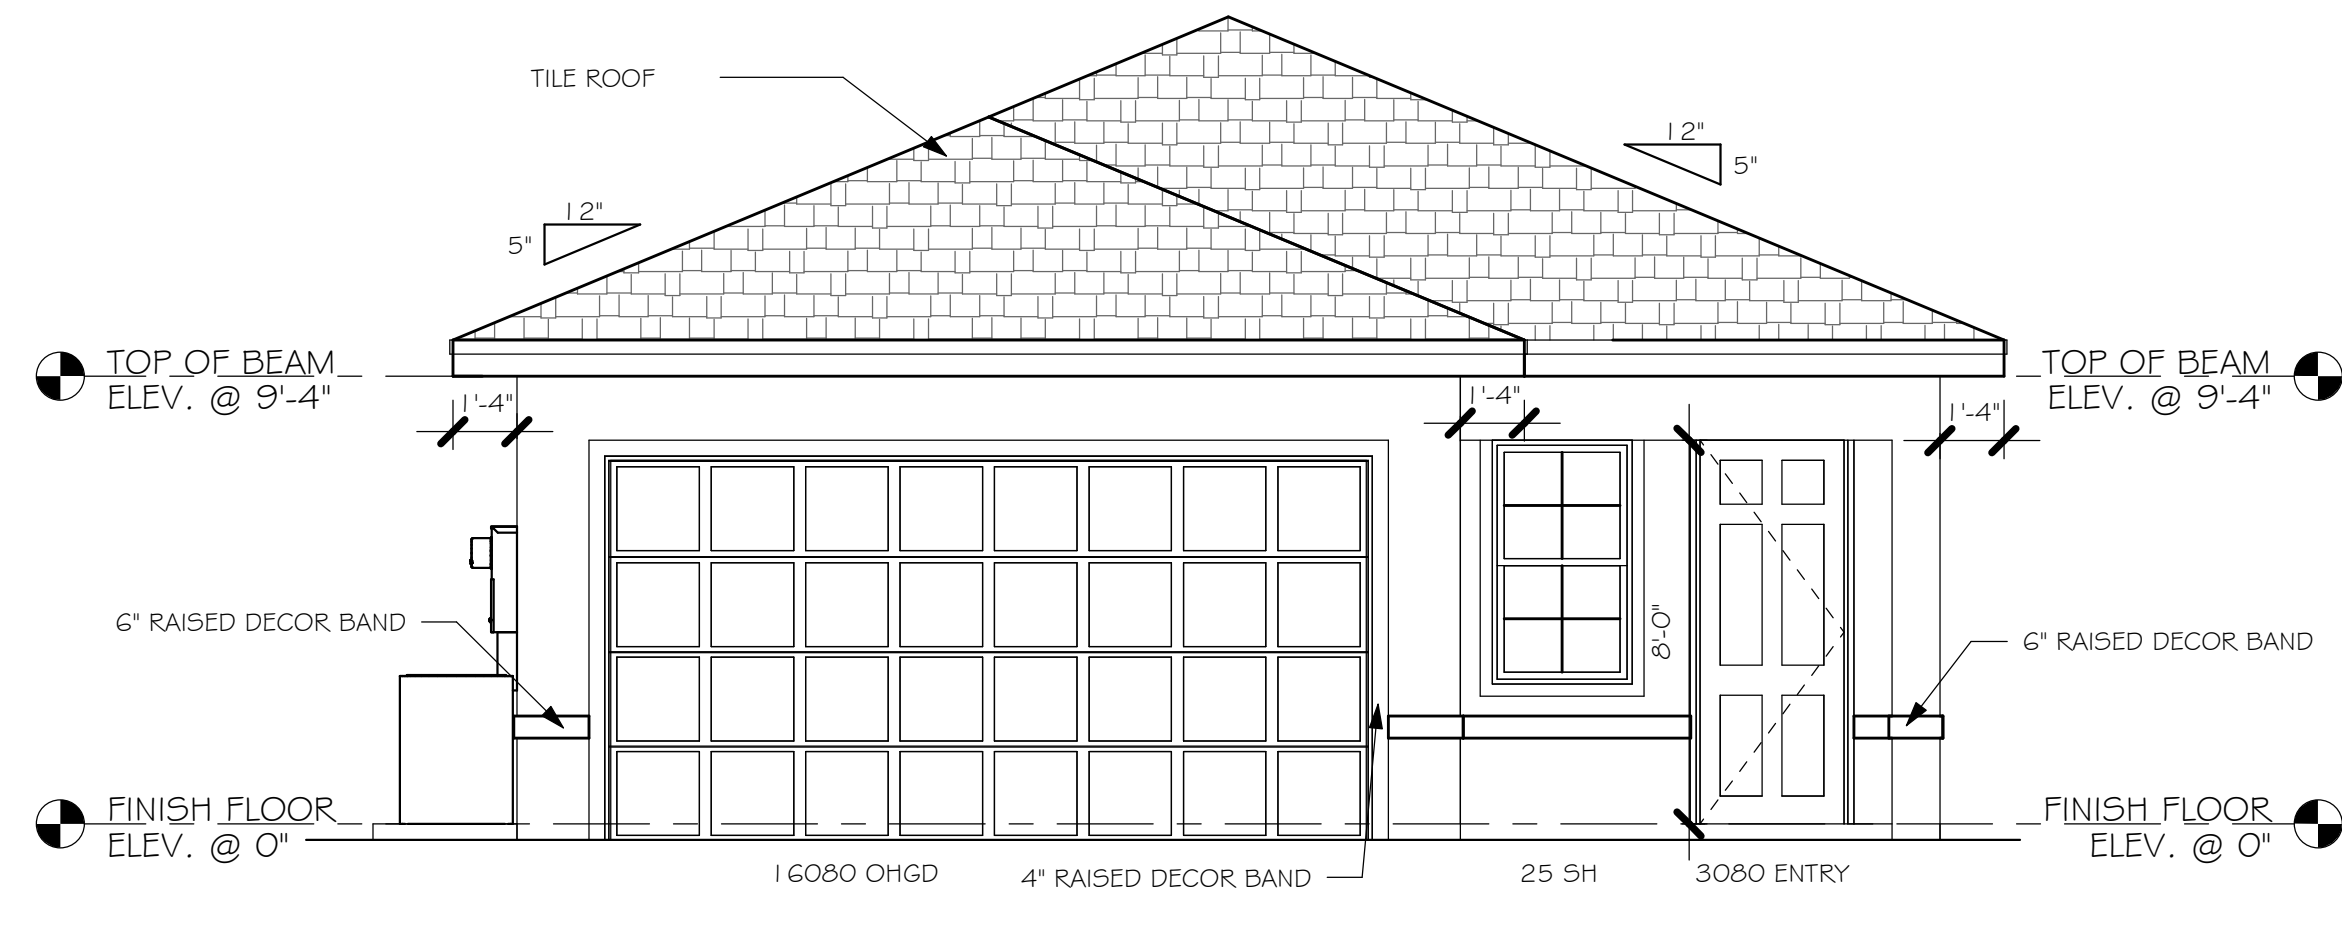 TILE ROOF
12"
5"
12"
5"
TOP OF BEAM
ELEV. @ 9'-4"
TOP OF BEAM
ELEV. @ 9'-4"
1'-4"
1'-4"
1'-4"
6" RAISED DECOR BAND
8'-0"
6" RAISED DECOR BAND
FINISH FLOOR
ELEV. @ 0"
FINISH FLOOR
ELEV. @ 0"
16080 OHGD
4" RAISED DECOR BAND
25 SH
3080 ENTRY